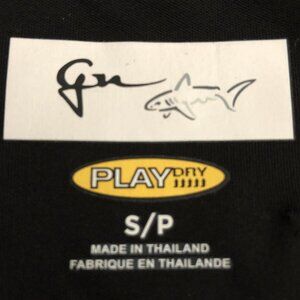 PLAYDRY
S/P
MADE IN THAILAND
FABRIQUE EN THAILANDE